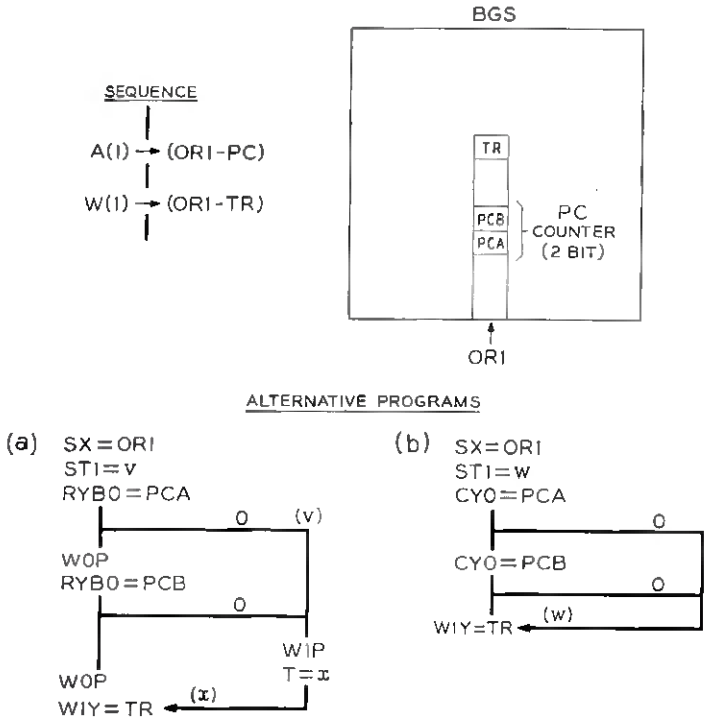 BGS
SEQUENCE
A(1) → (OR1-PC)
W(1) → (OR1-TR)
TR
PCB
PCA
PC
COUNTER
(2 BIT)
OR1
ALTERNATIVE PROGRAMS
(a) SX=OR1
ST1=v
RYB0=PCA
0 (v)
W0P
RYB0=PCB
0
W1P
T=x
W0P
(x)
W1Y=TR
(b) SX=OR1
ST1=w
CY0=PCA
0
CY0=PCB
0
(w)
W1Y=TR